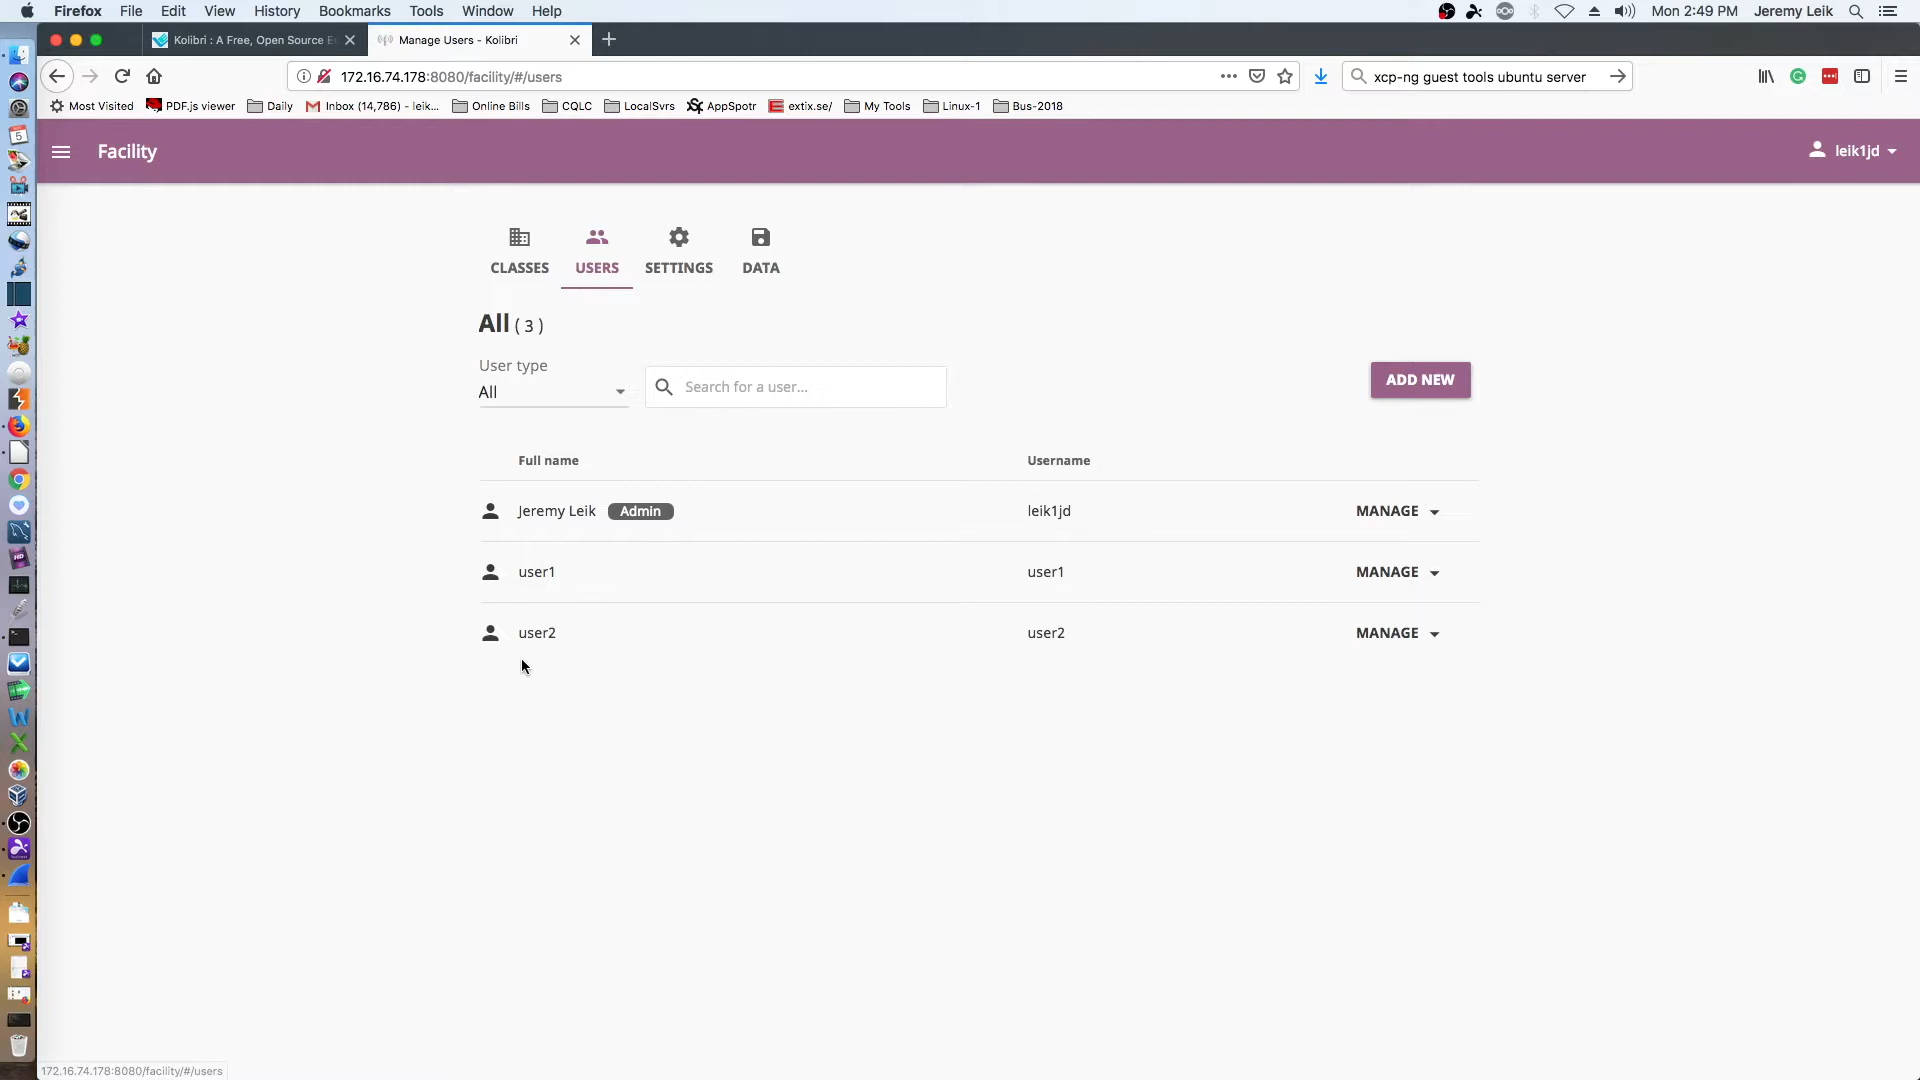 Firefox File Edit View History Bookmarks Tools Window Help Mon 2:49 PM Jeremy Leik
Kolibri : A Free, Open Source E Manage Users - Kolibri
172.16.74.178:8080/facility/#/users xcp-ng guest tools ubuntu server
Most Visited PDF.js viewer Daily Inbox (14,786) - leik... Online Bills CQLC LocalSvrs AppSpotr extix.se/ My Tools Linux-1 Bus-2018
Facility leik1jd
CLASSES USERS SETTINGS DATA
All ( 3 )
User type
All Search for a user... ADD NEW
Full name Username
Jeremy Leik Admin leik1jd MANAGE
user1 user1 MANAGE
user2 user2 MANAGE
172.16.74.178:8080/facility/#/users